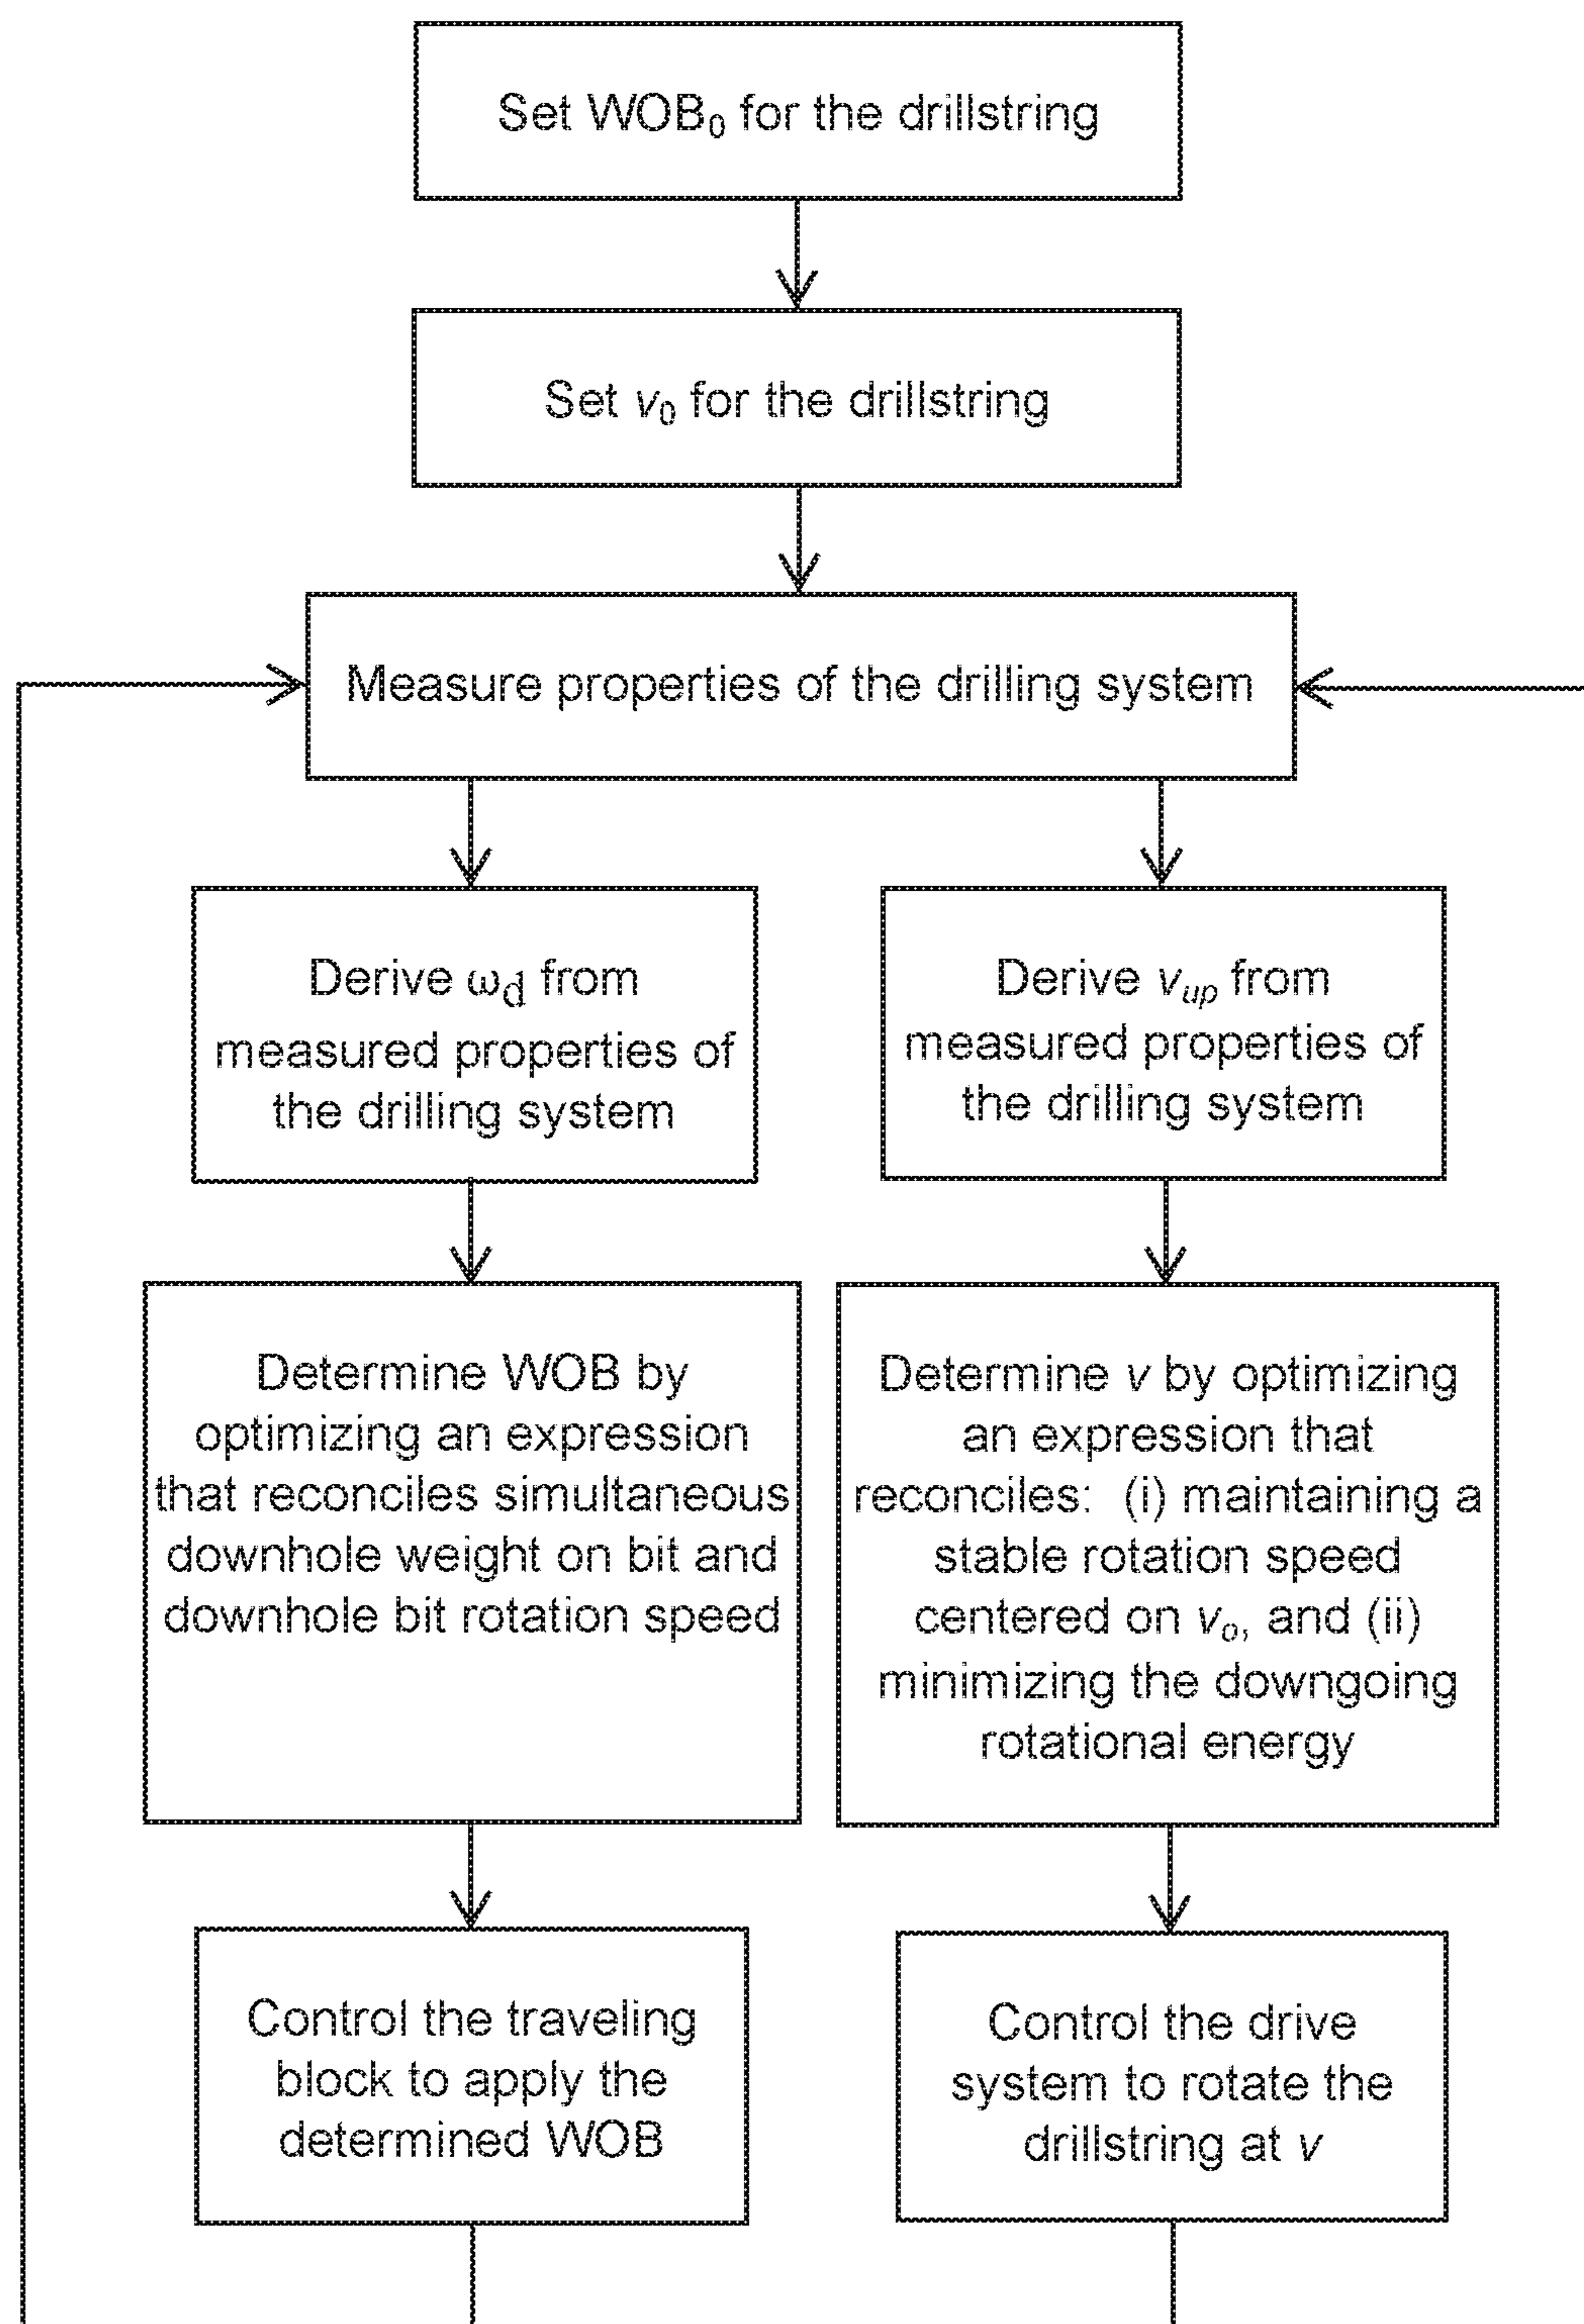 Set WOB₀ for the drillstring
Set v₀ for the drillstring
Measure properties of the drilling system
Derive ω_d from
measured properties of
the drilling system
Derive v_up from
measured properties of
the drilling system
Determine WOB by
optimizing an expression
that reconciles simultaneous
downhole weight on bit and
downhole bit rotation speed
Determine v by optimizing
an expression that
reconciles: (i) maintaining a
stable rotation speed
centered on v_o, and (ii)
minimizing the downgoing
rotational energy
Control the traveling
block to apply the
determined WOB
Control the drive
system to rotate the
drillstring at v